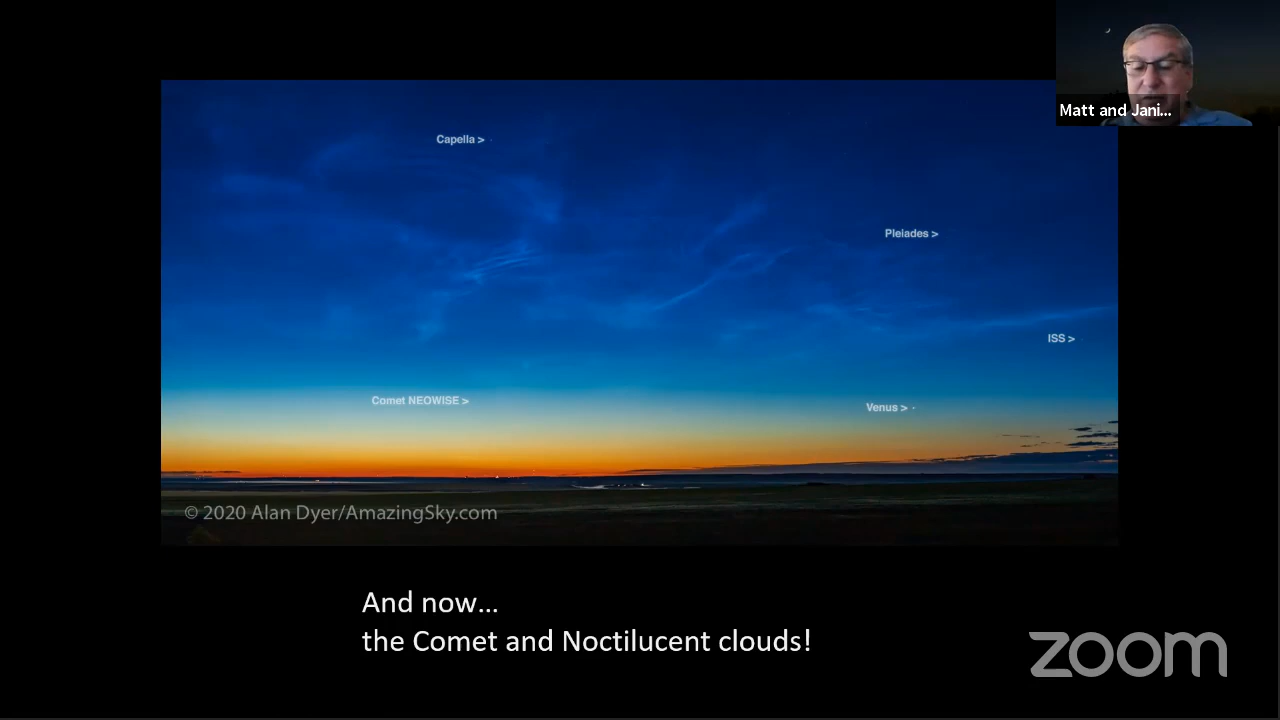 Matt and Jani...
Capella >
Pleiades >
ISS >
Comet NEOWISE >
Venus >
© 2020 Alan Dyer/AmazingSky.com
And now...
the Comet and Noctilucent clouds!
zoom